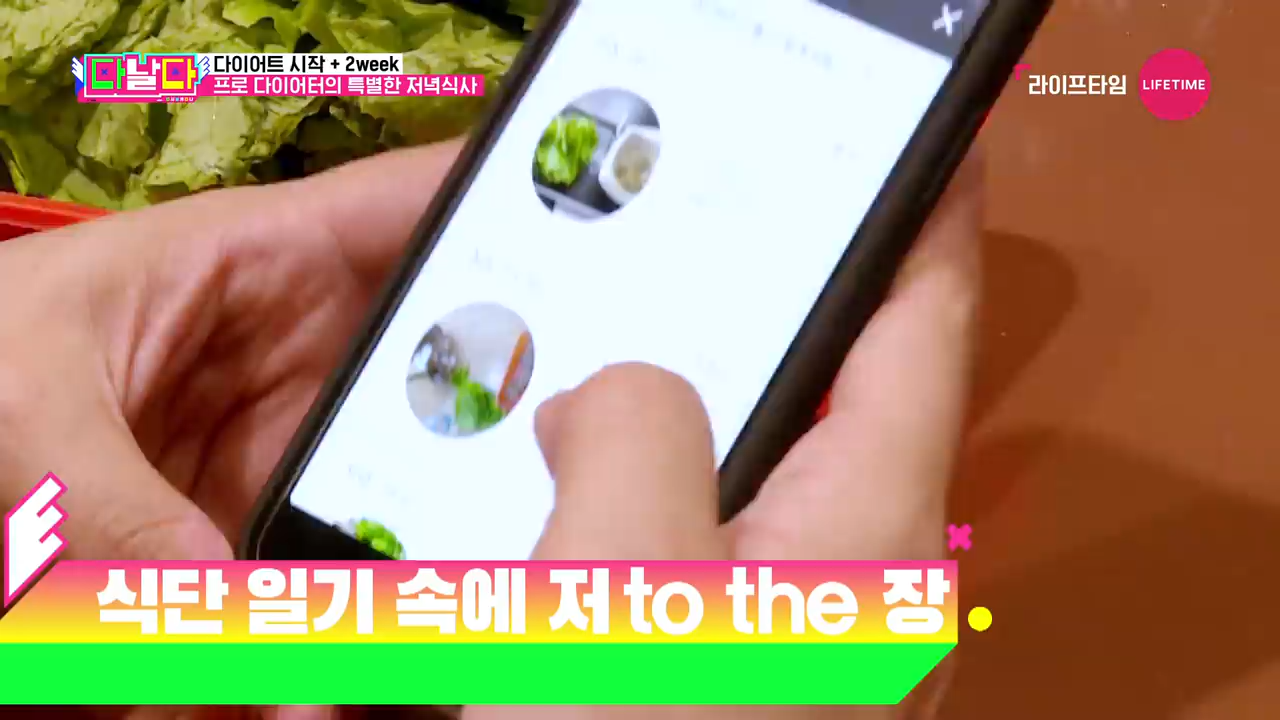 다날다
다이어트 시작 + 2week
프로 다이어터의 특별한 저녁식사
라이프타임 LIFETIME
식단 일기 속에 저 to the 장